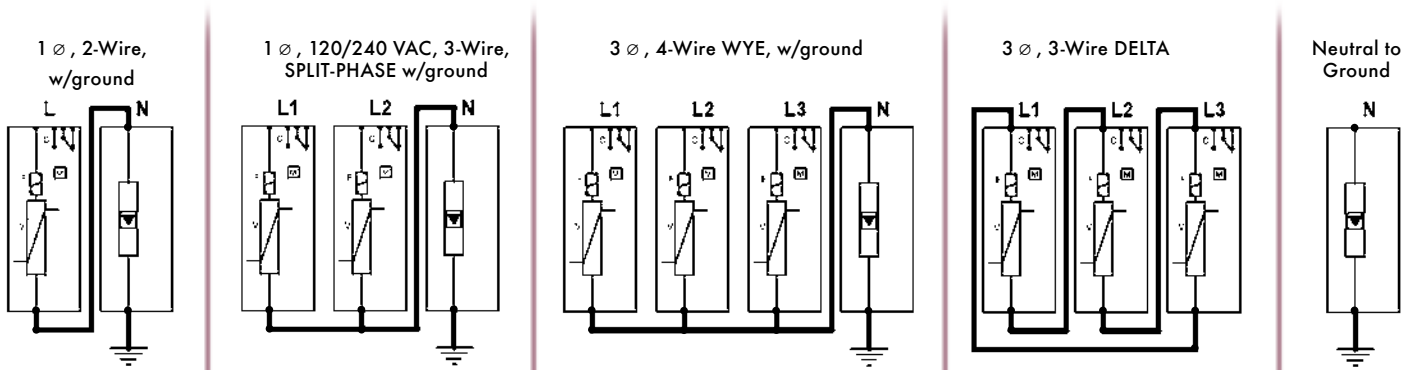 1 ⌀ , 2-Wire,
w/ground
1 ⌀ , 120/240 VAC, 3-Wire,
SPLIT-PHASE w/ground
3 ⌀ , 4-Wire WYE, w/ground
3 ⌀ , 3-Wire DELTA
Neutral to
Ground
L N
L1 L2 N
L1 L2 L3 N
L1 L2 L3
N
C C C C C C
F F F
M M M